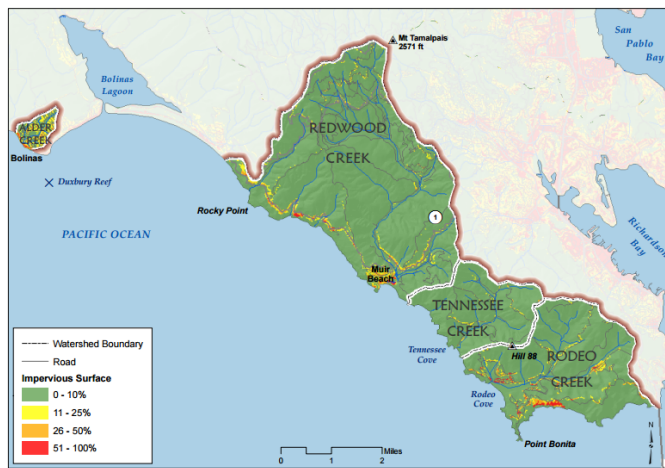 Mt Tamalpais
2571 ft
San
Pablo
Bay
Bolinas
Lagoon
ALDER
CREEK
Bolinas
Duxbury Reef
REDWOOD
CREEK
Rocky Point
1
Richardson
Bay
PACIFIC OCEAN
Muir
Beach
TENNESSEE
CREEK
Tennessee
Cove
Hill 88
RODEO
CREEK
Rodeo
Cove
Point Bonita
Watershed Boundary
Road
Impervious Surface
0 - 10%
11 - 25%
26 - 50%
51 - 100%
0 .5 1 2
Miles
N